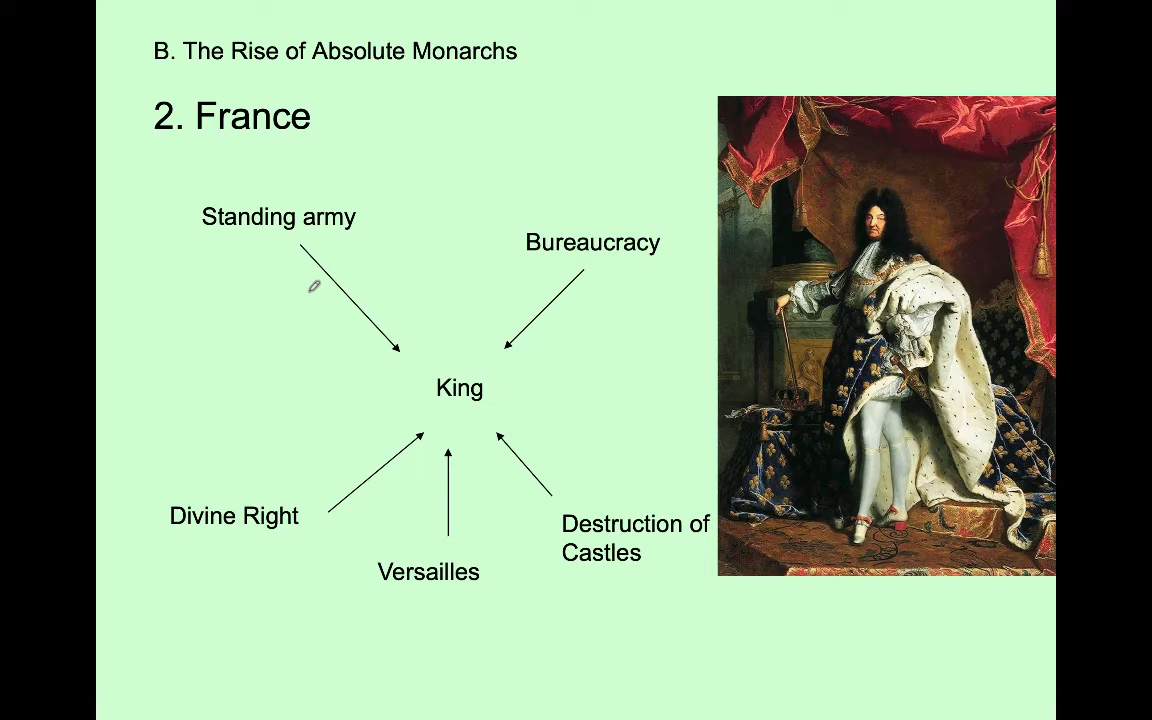 B. The Rise of Absolute Monarchs
2. France
Standing army
Bureaucracy
King
Divine Right
Destruction of
Castles
Versailles